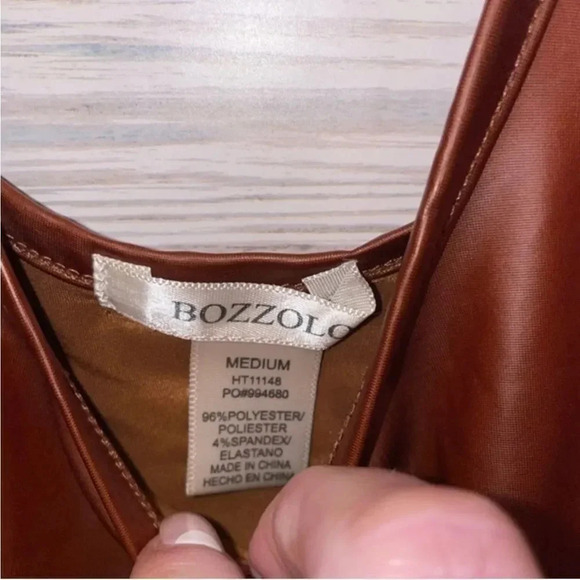 BOZZOLO
MEDIUM
HT11148
PO#994680
96%POLYESTER/
POLIESTER
4%SPANDEX/
ELASTANO
MADE IN CHINA
HECHO EN CHINA